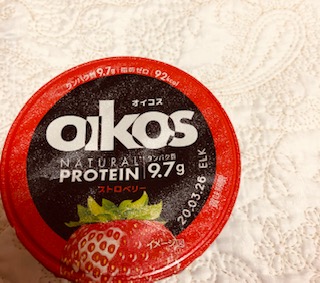 タンパク質9.7g 脂肪ゼロ 92kcal
オイコス
oikos
NATURAL
PROTEIN
タンパク質
9.7g
ストロベリー
20.03.26 ELK
イメージ